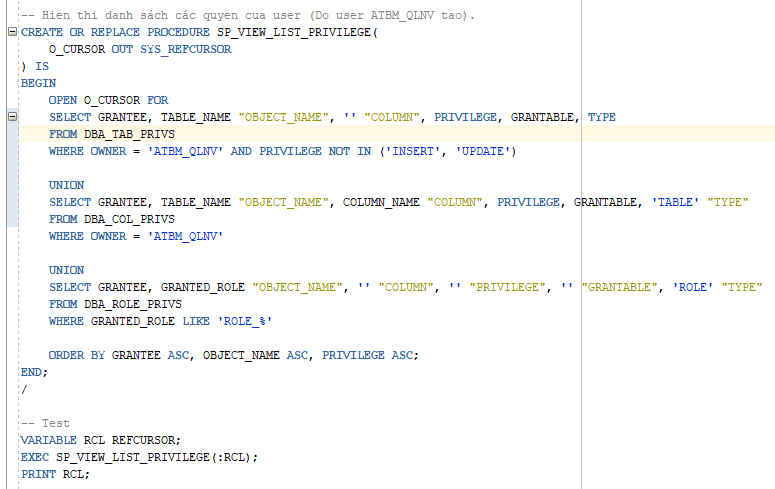 -- Hien thi danh sách các quyen cua user (Do user ATBM_QLNV tao).
CREATE OR REPLACE PROCEDURE SP_VIEW_LIST_PRIVILEGE(
    O_CURSOR OUT SYS_REFCURSOR
) IS
BEGIN
    OPEN O_CURSOR FOR
    SELECT GRANTEE, TABLE_NAME "OBJECT_NAME", '' "COLUMN", PRIVILEGE, GRANTABLE, TYPE
    FROM DBA_TAB_PRIVS
    WHERE OWNER = 'ATBM_QLNV' AND PRIVILEGE NOT IN ('INSERT', 'UPDATE')

    UNION
    SELECT GRANTEE, TABLE_NAME "OBJECT_NAME", COLUMN_NAME "COLUMN", PRIVILEGE, GRANTABLE, 'TABLE' "TYPE"
    FROM DBA_COL_PRIVS
    WHERE OWNER = 'ATBM_QLNV'

    UNION
    SELECT GRANTEE, GRANTED_ROLE "OBJECT_NAME", '' "COLUMN", '' "PRIVILEGE", '' "GRANTABLE", 'ROLE' "TYPE"
    FROM DBA_ROLE_PRIVS
    WHERE GRANTED_ROLE LIKE 'ROLE_%'

    ORDER BY GRANTEE ASC, OBJECT_NAME ASC, PRIVILEGE ASC;
END;
/

-- Test
VARIABLE RCL REFCURSOR;
EXEC SP_VIEW_LIST_PRIVILEGE(:RCL);
PRINT RCL;